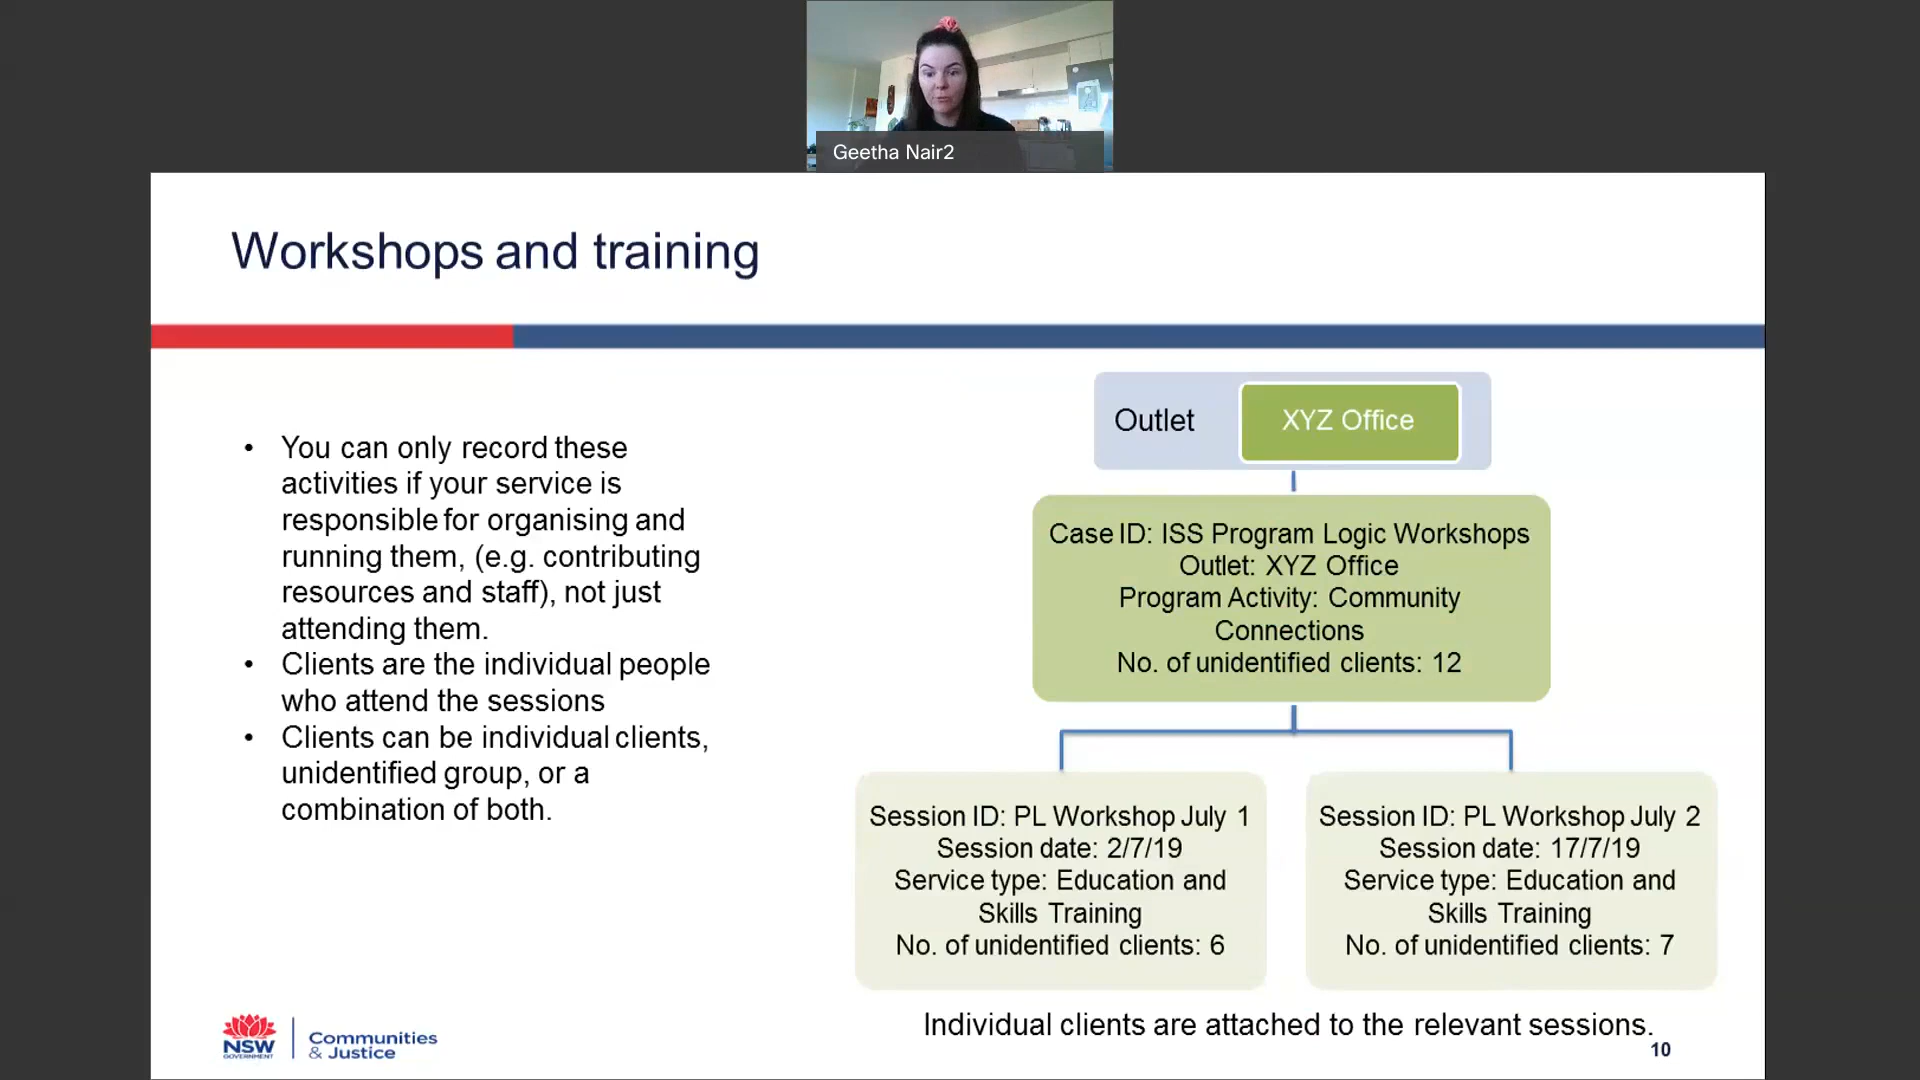 Geetha Nair2
Workshops and training
• You can only record these
activities if your service is
responsible for organising and
running them, (e.g. contributing
resources and staff), not just
attending them.
• Clients are the individual people
who attend the sessions
• Clients can be individual clients,
unidentified group, or a
combination of both.
Outlet
XYZ Office
Case ID: ISS Program Logic Workshops
Outlet: XYZ Office
Program Activity: Community
Connections
No. of unidentified clients: 12
Session ID: PL Workshop July 1
Session date: 2/7/19
Service type: Education and
Skills Training
No. of unidentified clients: 6
Session ID: PL Workshop July 2
Session date: 17/7/19
Service type: Education and
Skills Training
No. of unidentified clients: 7
Individual clients are attached to the relevant sessions.
NSW
GOVERNMENT
Communities
& Justice
10